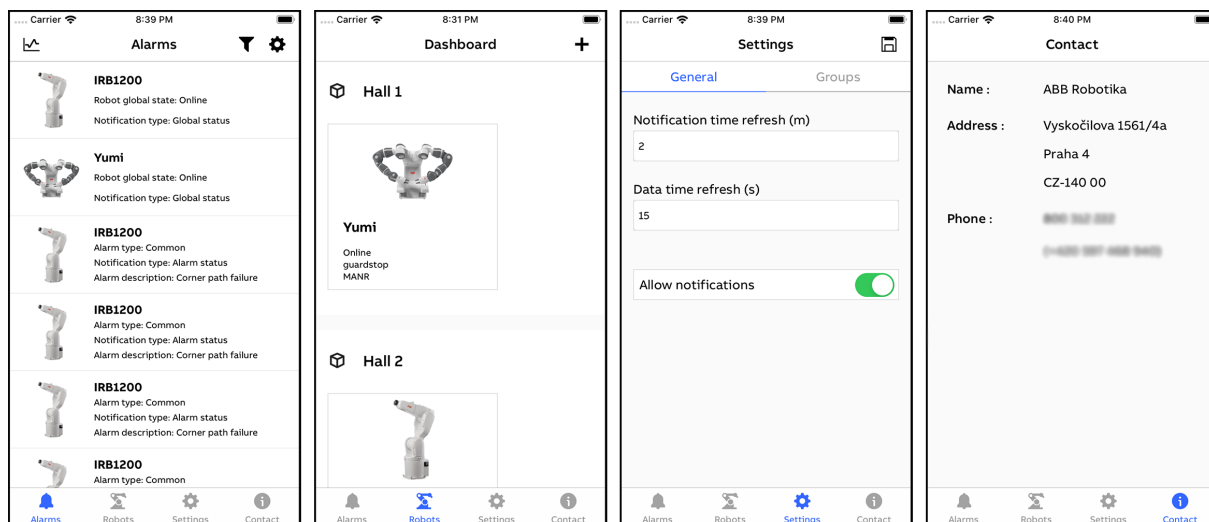 Carrier 8:39 PM
Alarms
IRB1200
Robot global state: Online
Notification type: Global status
Yumi
Robot global state: Online
Notification type: Global status
IRB1200
Alarm type: Common
Notification type: Alarm status
Alarm description: Corner path failure
IRB1200
Alarm type: Common
Notification type: Alarm status
Alarm description: Corner path failure
IRB1200
Alarm type: Common
Notification type: Alarm status
Alarm description: Corner path failure
IRB1200
Alarm type: Common
Alarms Robots Settings Contact
Carrier 8:31 PM
Dashboard
Hall 1
Yumi
Online
guardstop
MANR
Hall 2
Alarms Robots Settings Contact
Carrier 8:39 PM
Settings
General Groups
Notification time refresh (m)
2
Data time refresh (s)
15
Allow notifications
Alarms Robots Settings Contact
Carrier 8:40 PM
Contact
Name : ABB Robotika
Address : Vyskočilova 1561/4a
Praha 4
CZ-140 00
Phone :
Alarms Robots Settings Contact